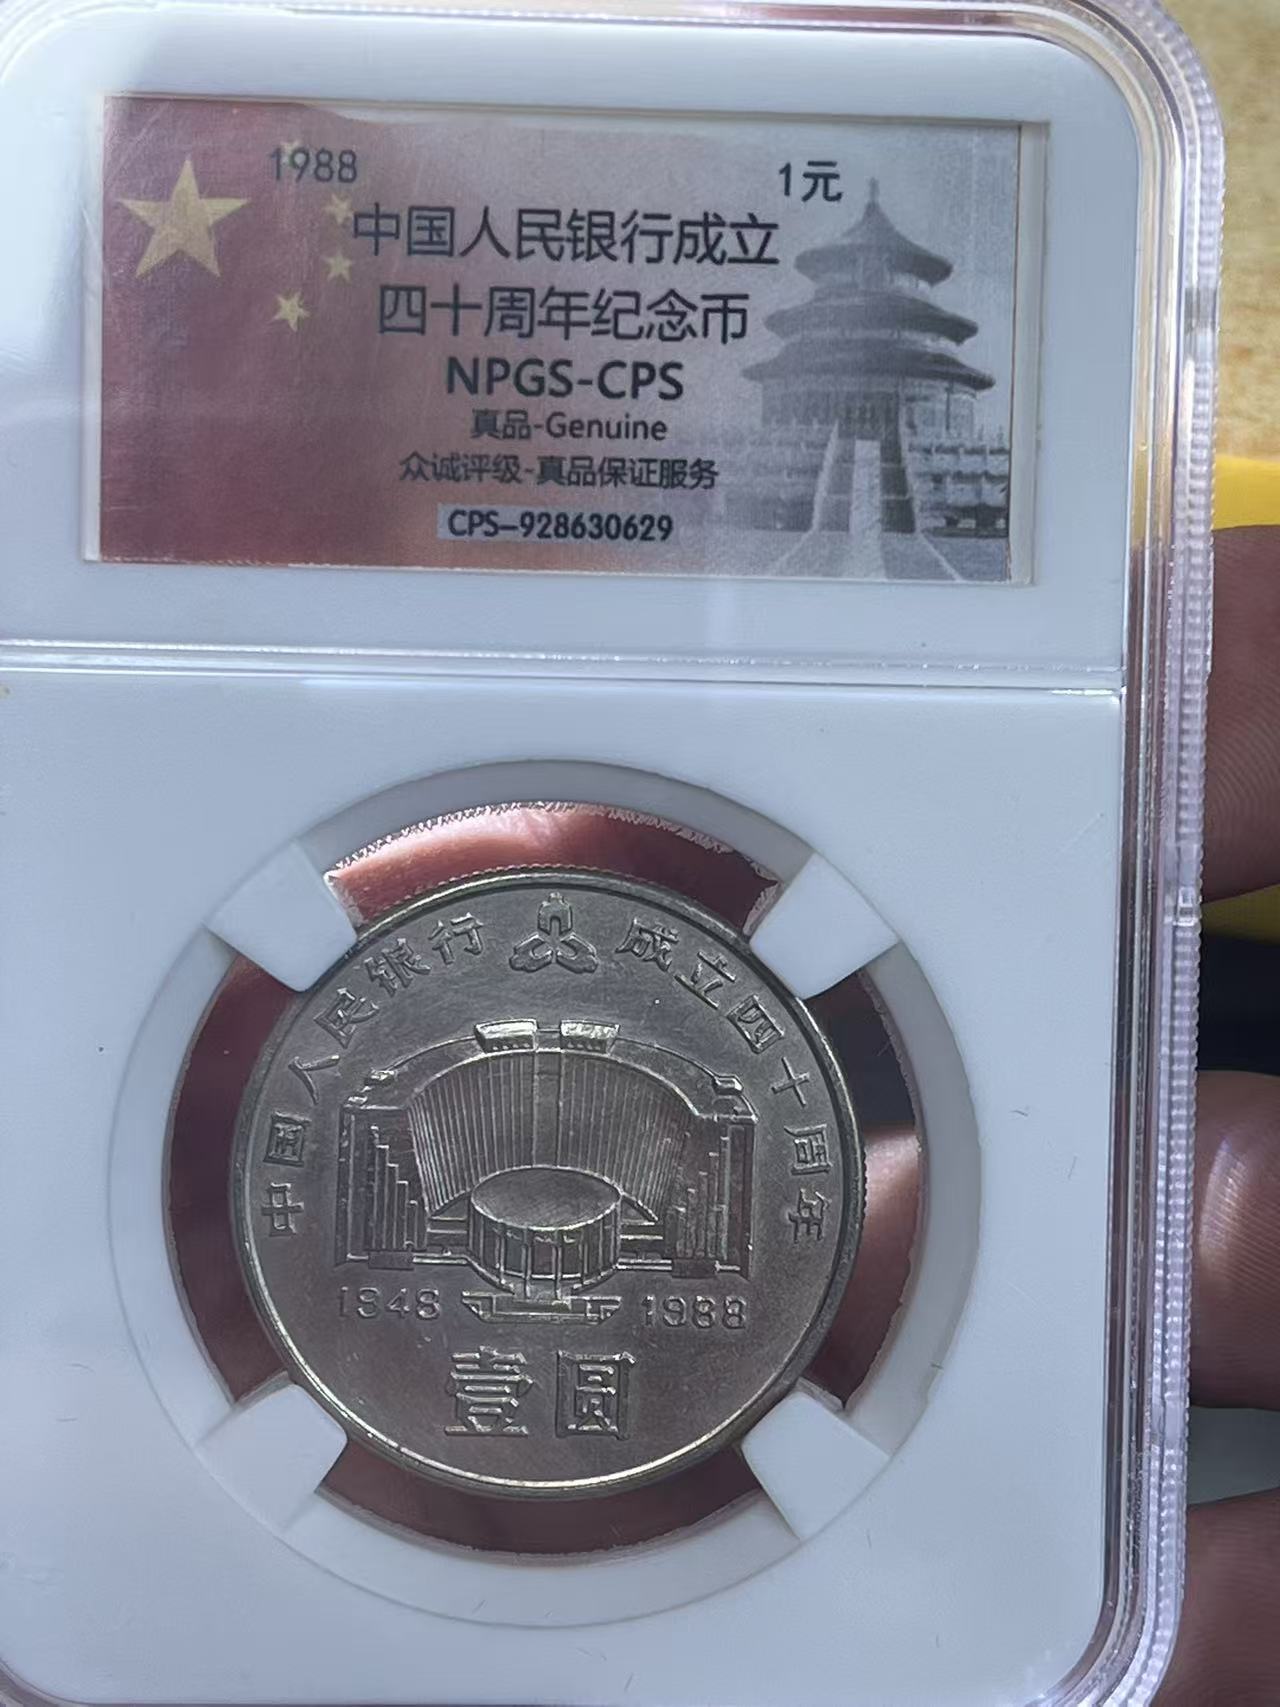 1988
1元
中国人民银行成立
四十周年纪念币
NPGS-CPS
真品-Genuine
众诚评级-真品保证服务
CPS-928630629
中国人民银行 成立四十周年
1948 1988
壹圆